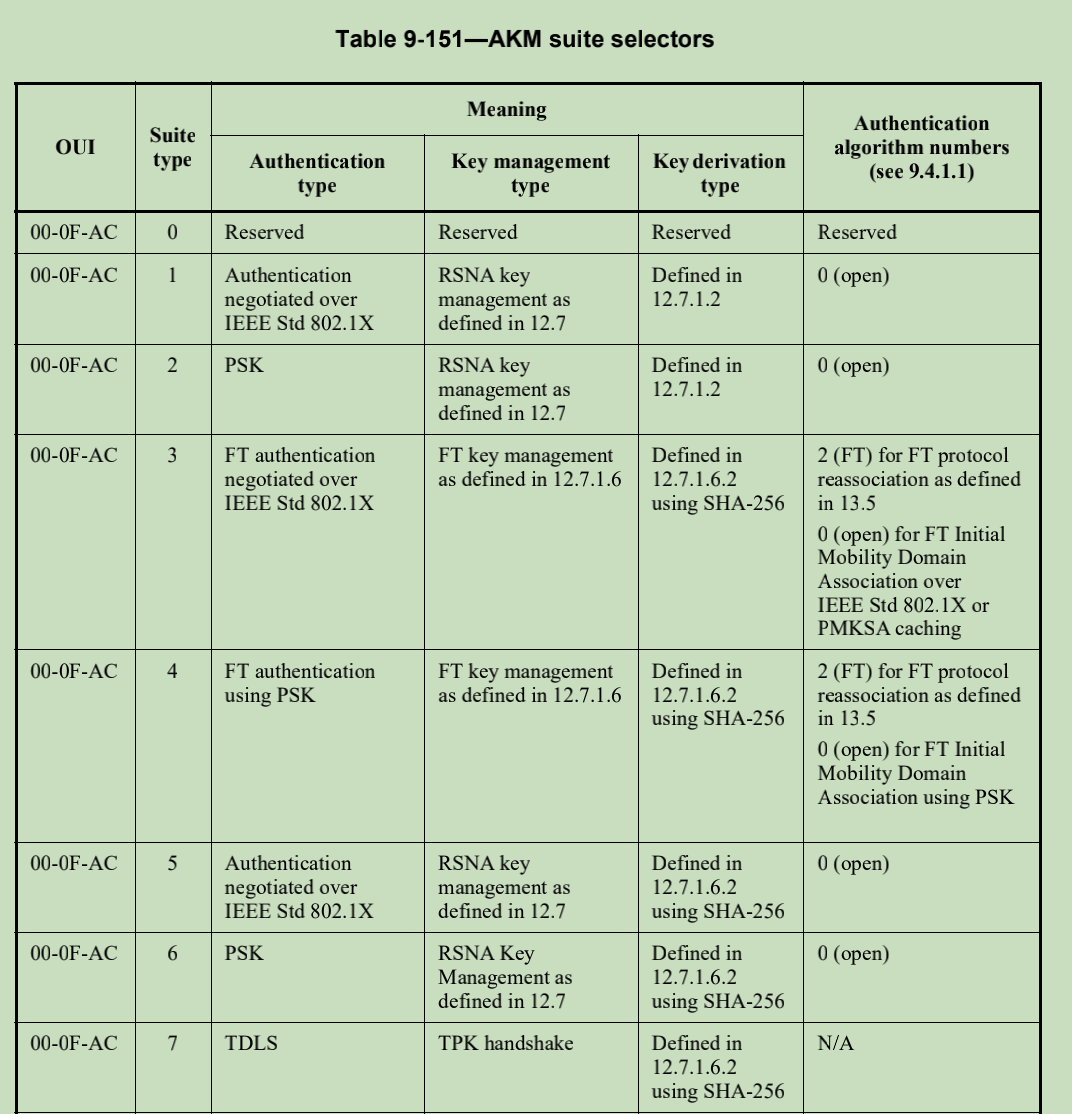 Table 9-151—AKM suite selectors
OUI
Suite
type
Meaning
Authentication
type
Key management
type
Key derivation
type
Authentication
algorithm numbers
(see 9.4.1.1)
00-0F-AC
0
Reserved
Reserved
Reserved
Reserved
00-0F-AC
1
Authentication
negotiated over
IEEE Std 802.1X
RSNA key
management as
defined in 12.7
Defined in
12.7.1.2
0 (open)
00-0F-AC
2
PSK
RSNA key
management as
defined in 12.7
Defined in
12.7.1.2
0 (open)
00-0F-AC
3
FT authentication
negotiated over
IEEE Std 802.1X
FT key management
as defined in 12.7.1.6
Defined in
12.7.1.6.2
using SHA-256
2 (FT) for FT protocol
reassociation as defined
in 13.5
0 (open) for FT Initial
Mobility Domain
Association over
IEEE Std 802.1X or
PMKSA caching
00-0F-AC
4
FT authentication
using PSK
FT key management
as defined in 12.7.1.6
Defined in
12.7.1.6.2
using SHA-256
2 (FT) for FT protocol
reassociation as defined
in 13.5
0 (open) for FT Initial
Mobility Domain
Association using PSK
00-0F-AC
5
Authentication
negotiated over
IEEE Std 802.1X
RSNA key
management as
defined in 12.7
Defined in
12.7.1.6.2
using SHA-256
0 (open)
00-0F-AC
6
PSK
RSNA Key
Management as
defined in 12.7
Defined in
12.7.1.6.2
using SHA-256
0 (open)
00-0F-AC
7
TDLS
TPK handshake
Defined in
12.7.1.6.2
using SHA-256
N/A